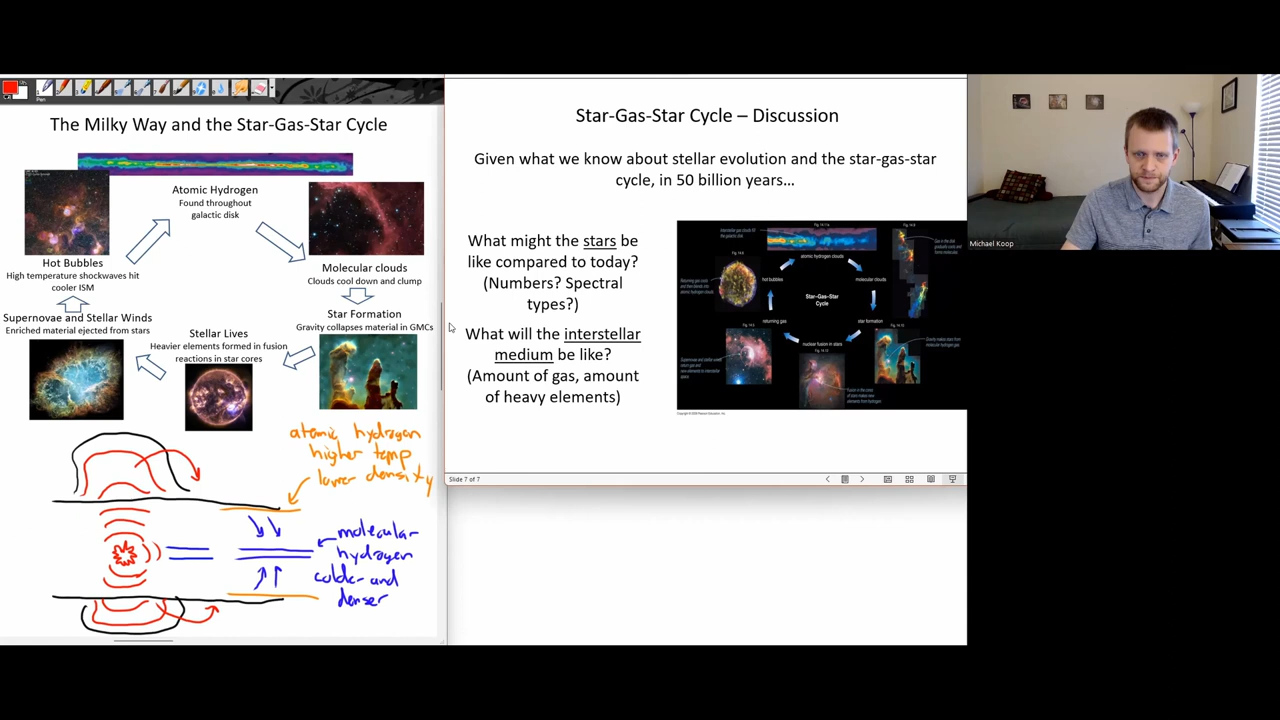 The Milky Way and the Star-Gas-Star Cycle
Atomic Hydrogen
Found throughout
galactic disk
Hot Bubbles
High temperature shockwaves hit
cooler ISM
Molecular clouds
Clouds cool down and clump
Supernovae and Stellar Winds
Enriched material ejected from stars
Star Formation
Gravity collapses material in GMCs
Stellar Lives
Heavier elements formed in fusion
reactions in star cores
atomic hydrogen
higher temp
lower density
molecular
hydrogen
colder and
denser
Star-Gas-Star Cycle – Discussion
Given what we know about stellar evolution and the star-gas-star
cycle, in 50 billion years…
What might the stars be
like compared to today?
(Numbers? Spectral
types?)
What will the interstellar
medium be like?
(Amount of gas, amount
of heavy elements)
atomic hydrogen clouds
hot bubbles
molecular clouds
Star–Gas–Star
Cycle
returning gas
star formation
nuclear fusion in stars
Slide 7 of 7
Michael Koop
Pen